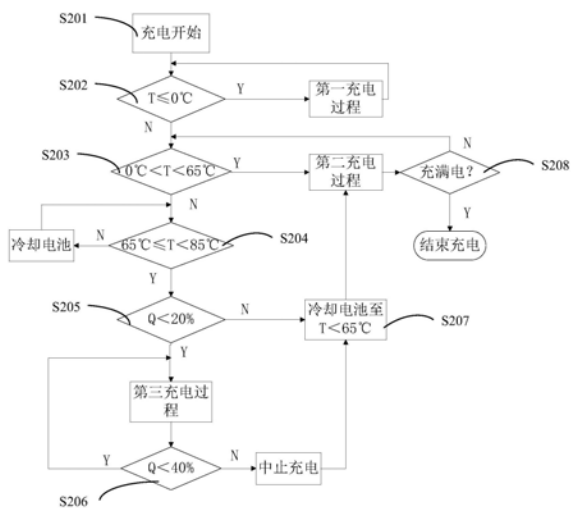 S201
充电开始
S202
T≤0℃
Y
第一充电
过程
N
S203
0℃<T<65℃
Y
第二充电
过程
N
充满电?
S208
Y
结束充电
N
冷却电池
N
65℃≤T<85℃
S204
Y
S205
Q<20%
N
冷却电池至
T<65℃
S207
Y
第三充电过
程
Y
Q<40%
N
中止充电
S206